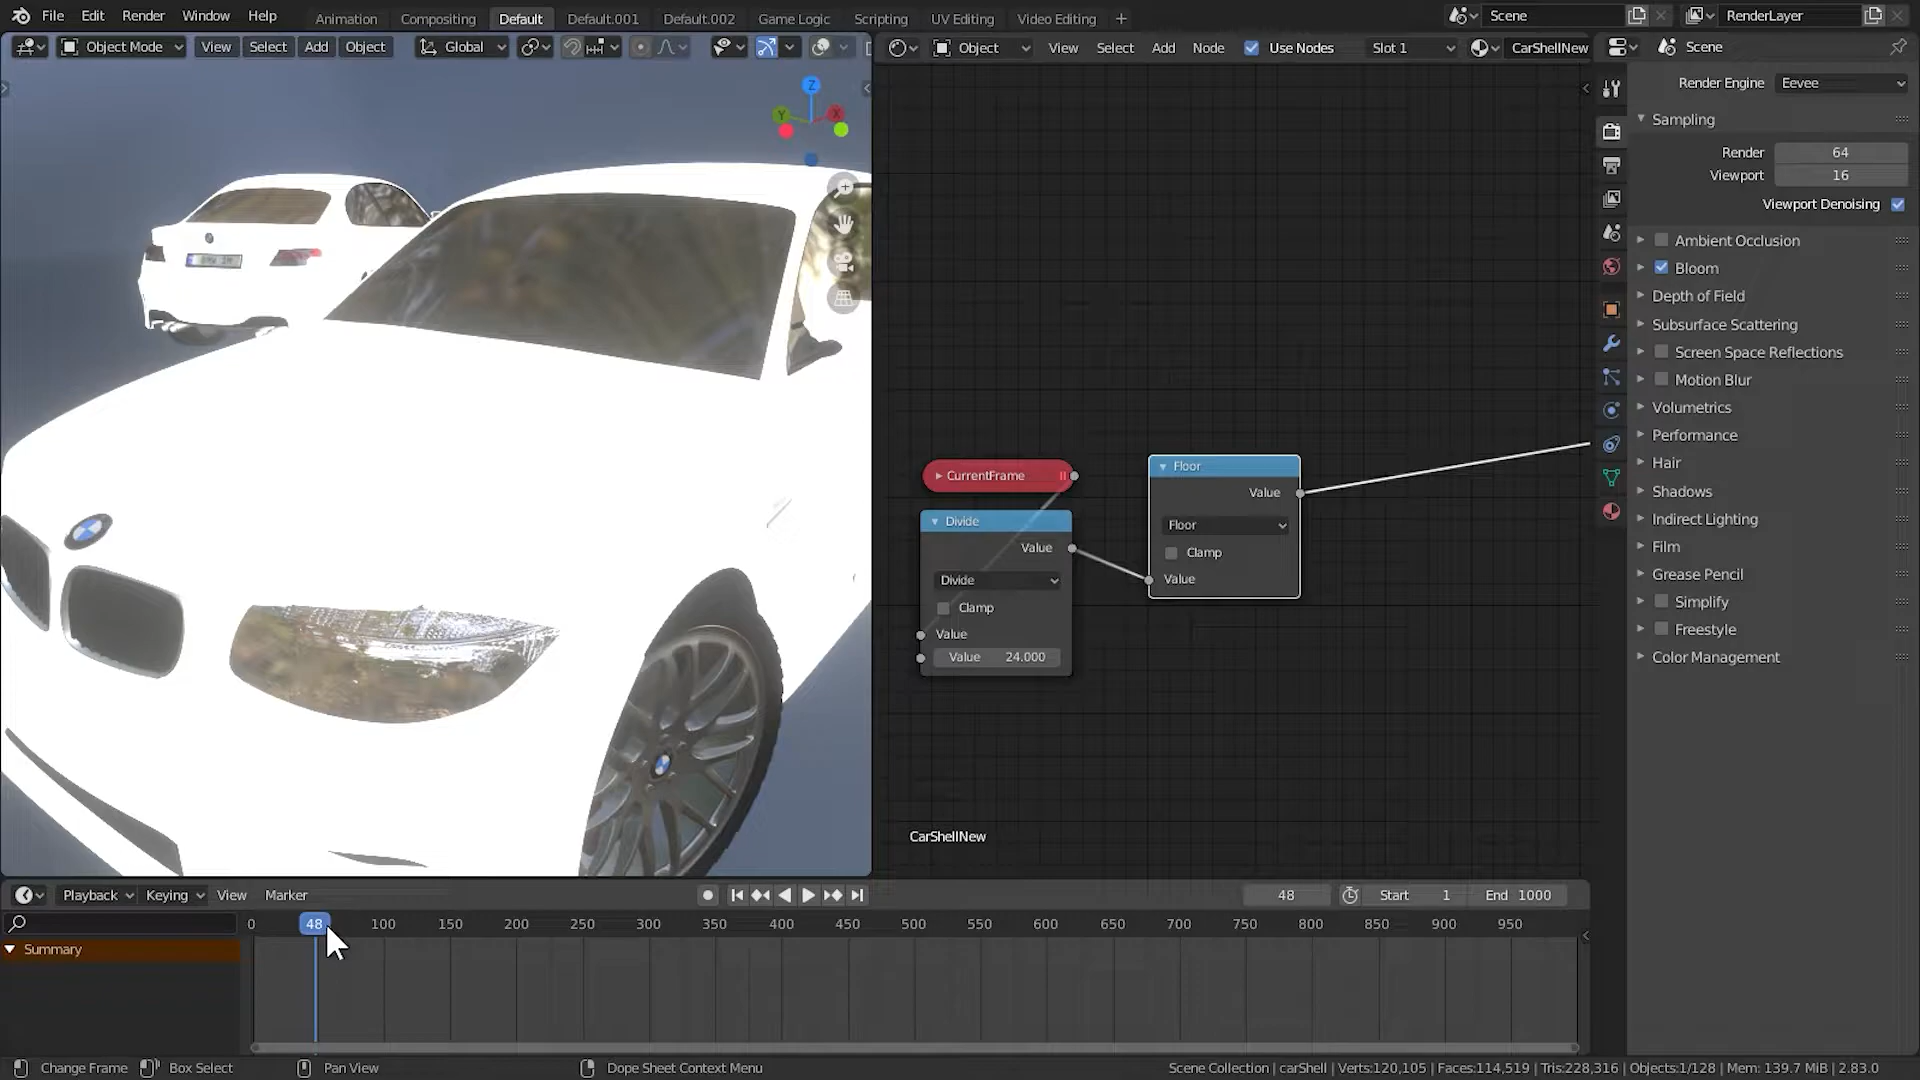 File Edit Render Window Help Animation Compositing Default Default.001 Default.002 Game Logic Scripting UV Editing Video Editing + Scene RenderLayer
Object Mode View Select Add Object Global Object View Select Add Node Use Nodes Slot 1 CarShellNew Scene
Z
Y X
Render Engine Eevee
Sampling
Render 64
Viewport 16
Viewport Denoising
Ambient Occlusion
Bloom
Depth of Field
Subsurface Scattering
Screen Space Reflections
Motion Blur
Volumetrics
Performance
Hair
Shadows
Indirect Lighting
Film
Grease Pencil
Simplify
Freestyle
Color Management
CurrentFrame
Divide
Value
Divide
Clamp
Value
Value 24.000
Floor
Value
Floor
Clamp
Value
CarShellNew
Playback Keying View Marker 48 Start 1 End 1000
0 48 100 150 200 250 300 350 400 450 500 550 600 650 700 750 800 850 900 950
Summary
Change Frame Box Select Pan View Dope Sheet Context Menu Scene Collection | carShell | Verts:120,105 | Faces:114,519 | Tris:228,316 | Objects:1/128 | Mem: 139.7 MiB | 2.83.0